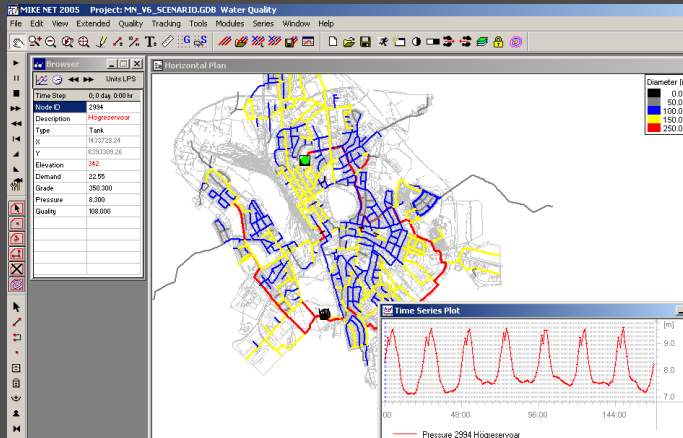 MIKE NET 2005 Project: MN_V6_SCENARIO.GDB Water Quality
File Edit View Extended Quality Tracking Tools Modules Series Window Help
Browser
Units LPS
Time Step 0; 0 day 0:00 hr
Node ID 2994
Description Högreservoar
Type Tank
X 1433728.24
Y 6393309.26
Elevation 342
Demand 22.55
Grade 350.300
Pressure 8.300
Quality 108.000
Horizontal Plan
Diameter
0.0
50.0
100.0
150.0
250.0
Time Series Plot
[m]
9.0
8.0
7.0
00 48:00 96:00 144:00
Pressure 2994 Högreservoar